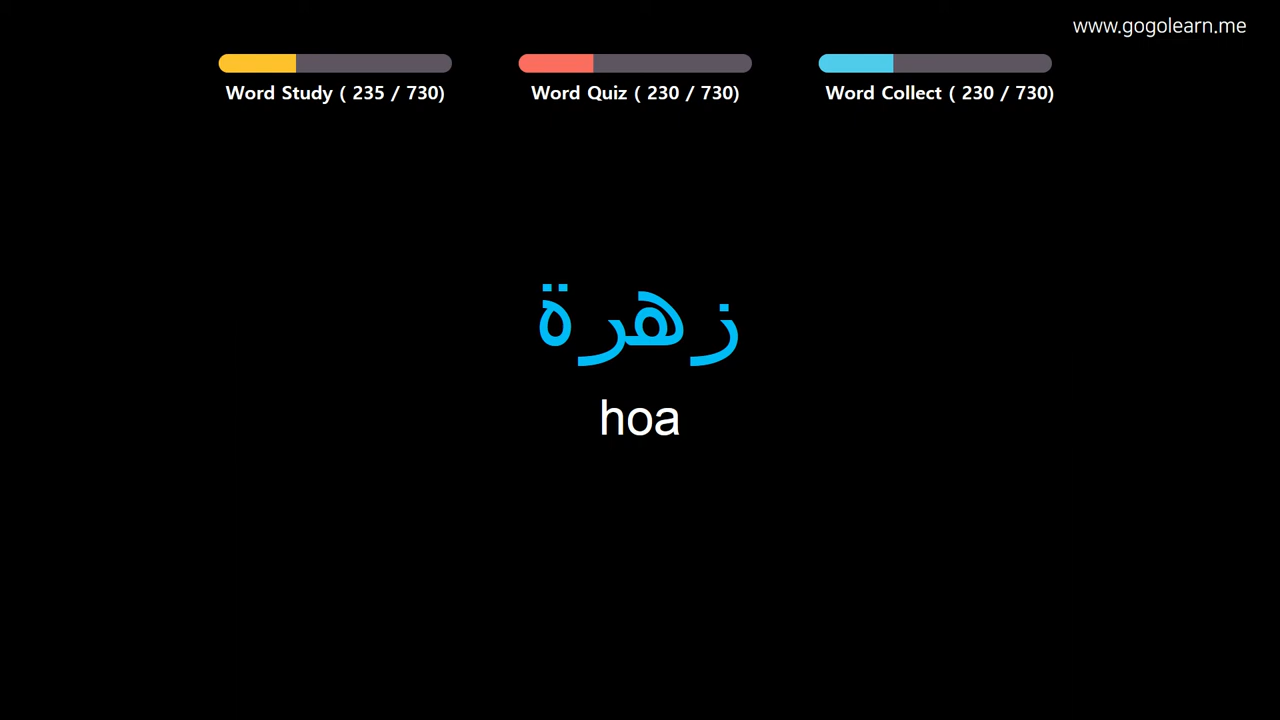 www.gogolearn.me
Word Study ( 235 / 730)
Word Quiz ( 230 / 730)
Word Collect ( 230 / 730)
زهرة
hoa